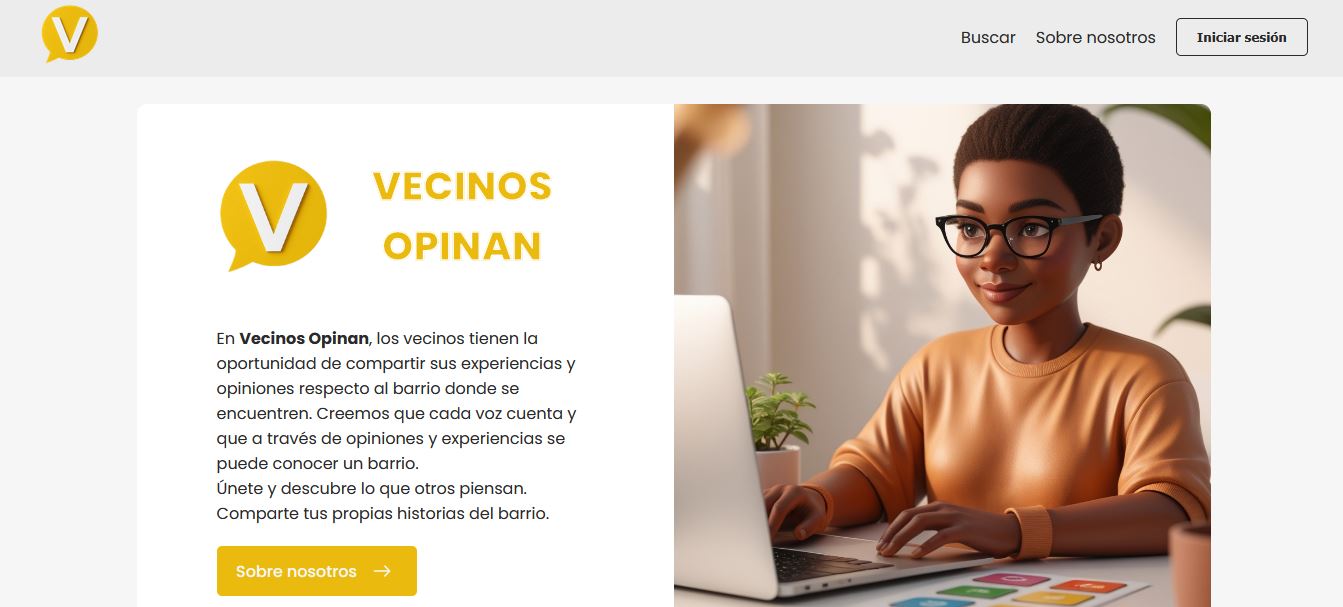 V
Buscar Sobre nosotros Iniciar sesión
V
VECINOS
OPINAN
En Vecinos Opinan, los vecinos tienen la
oportunidad de compartir sus experiencias y
opiniones respecto al barrio donde se
encuentren. Creemos que cada voz cuenta y
que a través de opiniones y experiencias se
puede conocer un barrio.
Únete y descubre lo que otros piensan.
Comparte tus propias historias del barrio.
Sobre nosotros →